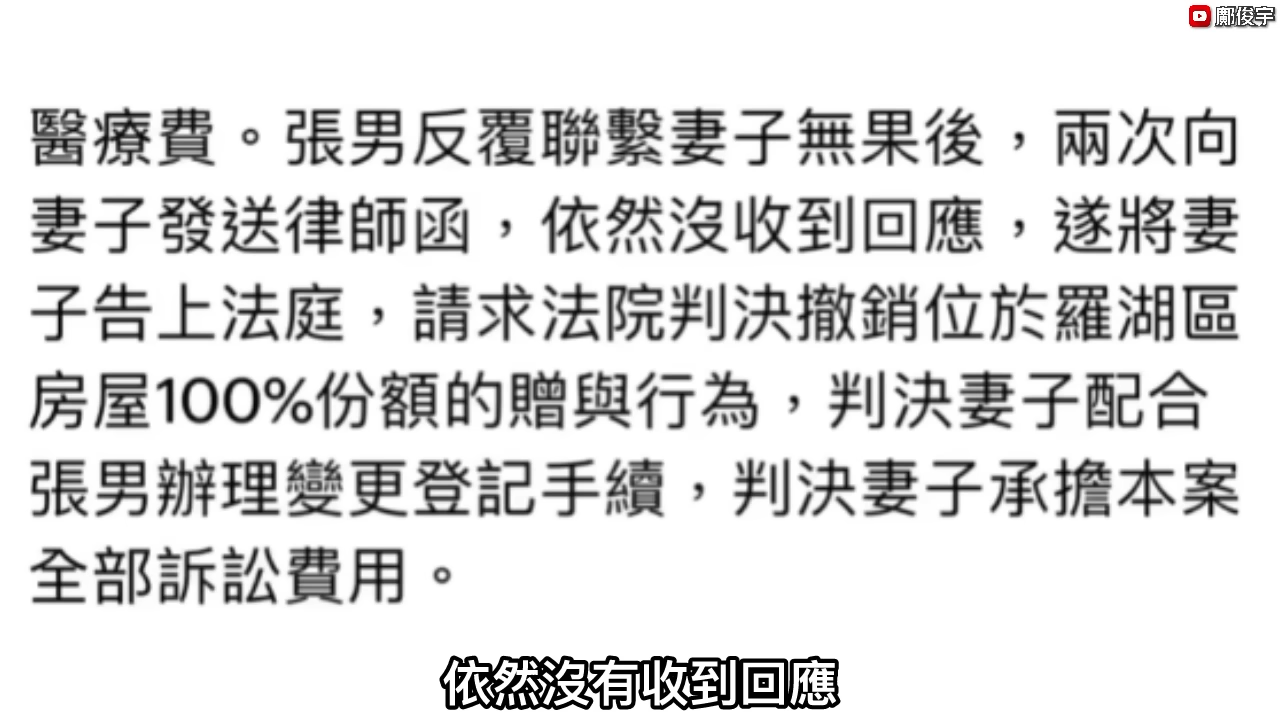 鄺俊宇
醫療費。張男反覆聯繫妻子無果後，兩次向
妻子發送律師函，依然沒收到回應，遂將妻
子告上法庭，請求法院判決撤銷位於羅湖區
房屋100%份額的贈與行為，判決妻子配合
張男辦理變更登記手續，判決妻子承擔本案
全部訴訟費用。
依然沒有收到回應